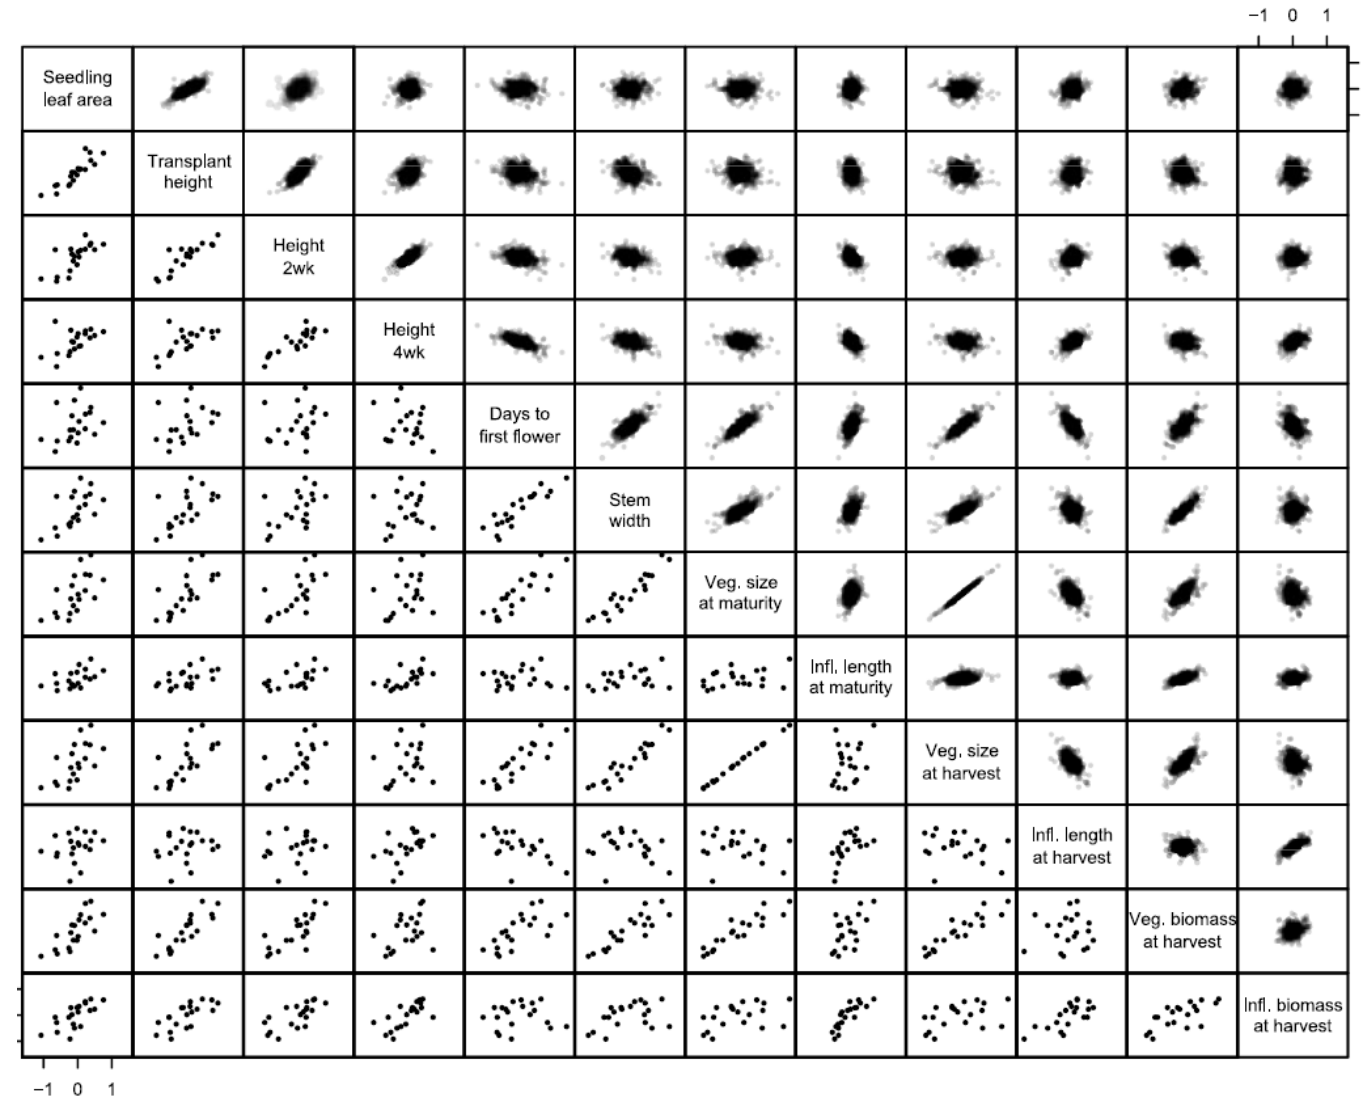 −1 0 1
Seedling
leaf area
Transplant
height
Height
2wk
Height
4wk
Days to
first flower
Stem
width
Veg. size
at maturity
Infl. length
at maturity
Veg. size
at harvest
Infl. length
at harvest
Veg. biomass
at harvest
Infl. biomass
at harvest
−1 0 1